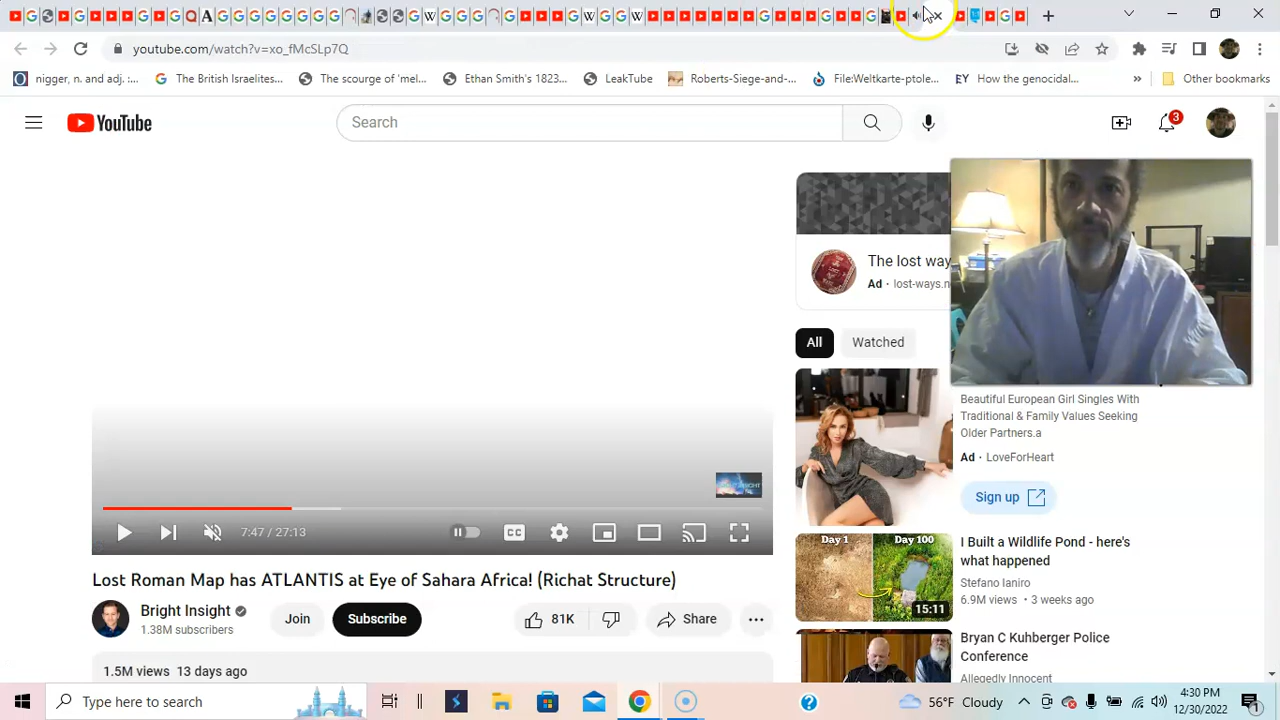 youtube.com/watch?v=xo_fMcSLp7Q
nigger, n. and adj. :...
The British Israelites...
The scourge of 'mel...
Ethan Smith's 1823...
LeakTube
Roberts-Siege-and-...
File:Weltkarte-ptole...
EY
How the genocidal...
»
Other bookmarks
YouTube
Search
3
The lost way
Ad · lost-ways.n
All
Watched
Beautiful European Girl Singles With
Traditional & Family Values Seeking
Older Partners.a
Ad · LoveForHeart
Sign up
7:47 / 27:13
CC
Day 1
Day 100
15:11
I Built a Wildlife Pond - here's
what happened
Stefano Ianiro
6.9M views • 3 weeks ago
Lost Roman Map has ATLANTIS at Eye of Sahara Africa! (Richat Structure)
Bright Insight
1.38M subscribers
Join
Subscribe
81K
Share
Bryan C Kuhberger Police
Conference
Allegedly Innocent
1.5M views 13 days ago
Type here to search
56°F Cloudy
4:30 PM
12/30/2022
1